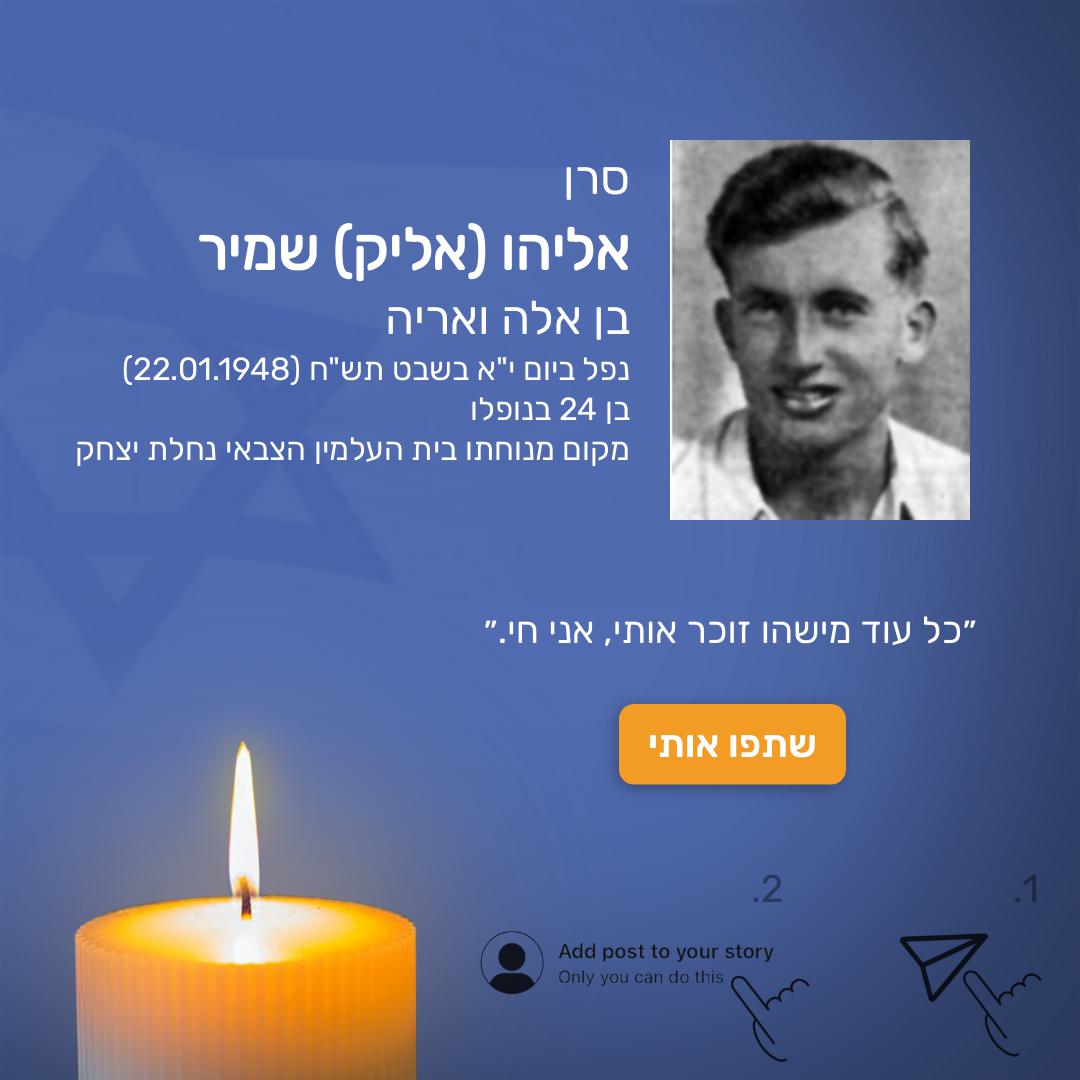 סרן
אליהו (אליק) שמיר
בן אלה ואריה
נפל ביום י"א בשבט תש"ח (22.01.1948)
בן 24 בנופלו
מקום מנוחתו בית העלמין הצבאי נחלת יצחק
״כל עוד מישהו זוכר אותי, אני חי.״
שתפו אותי
1.
2.
Add post to your story
Only you can do this